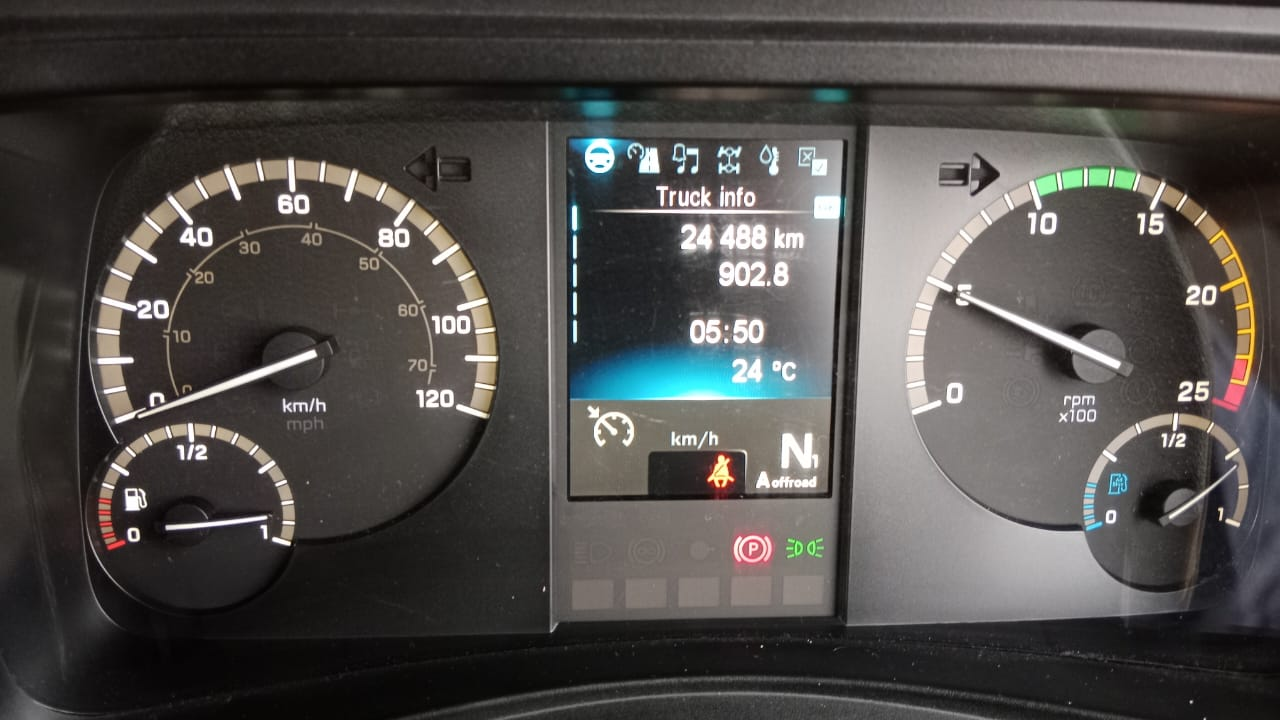 Truck info
24 488 km
902.8
05:50
24 °C
km/h
N1
A offroad
0 20 40 60 80 100 120
0 10 20 30 40 50 60 70
km/h
mph
0 1/2 1
0 5 10 15 20 25
rpm
x100
0 1/2 1
P